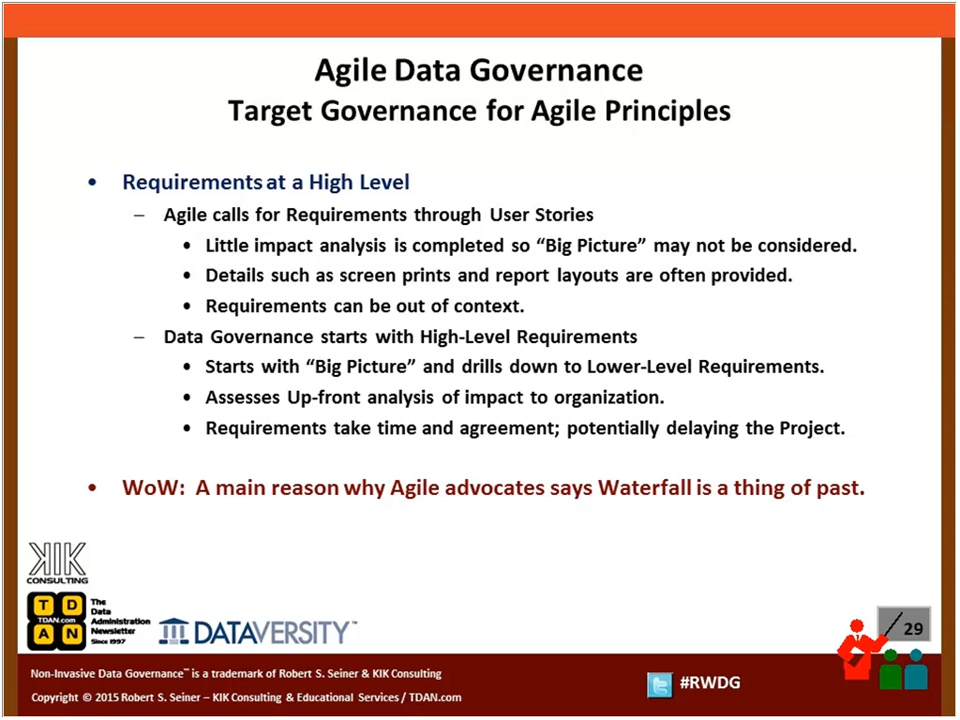 Agile Data Governance
Target Governance for Agile Principles
• Requirements at a High Level
– Agile calls for Requirements through User Stories
• Little impact analysis is completed so “Big Picture” may not be considered.
• Details such as screen prints and report layouts are often provided.
• Requirements can be out of context.
– Data Governance starts with High-Level Requirements
• Starts with “Big Picture” and drills down to Lower-Level Requirements.
• Assesses Up-front analysis of impact to organization.
• Requirements take time and agreement; potentially delaying the Project.
• WoW: A main reason why Agile advocates says Waterfall is a thing of past.
KIK
CONSULTING
T D
TDAN.com
A N
The
Data
Administration
Newsletter
Since 1997
DATAVERSITY™
29
Non-Invasive Data Governance™ is a trademark of Robert S. Seiner & KIK Consulting
Copyright © 2015 Robert S. Seiner – KIK Consulting & Educational Services / TDAN.com
#RWDG